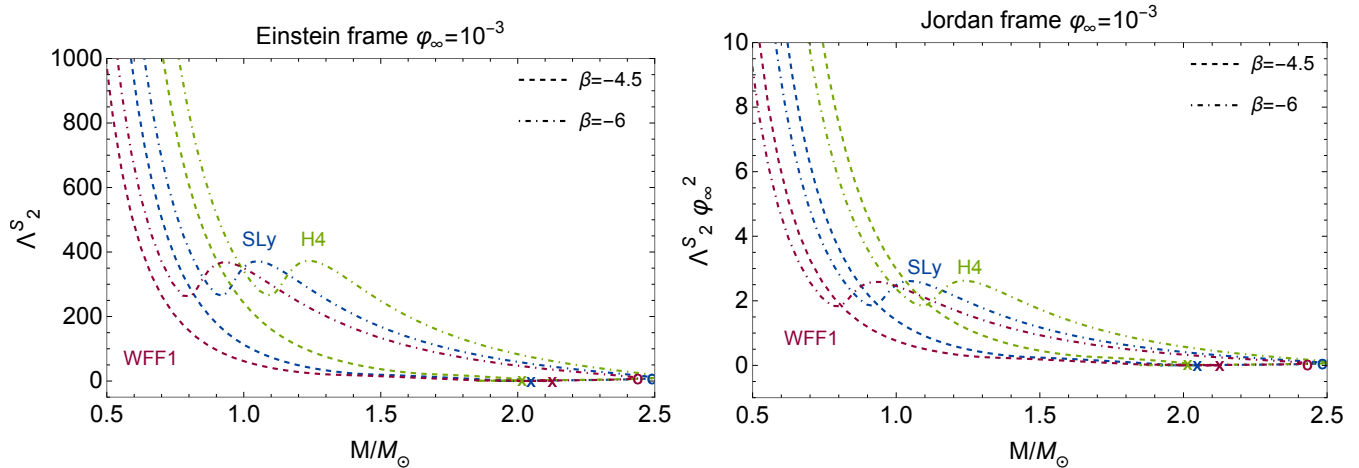 Einstein frame φ∞=10⁻³
1000
800
600
400
200
0
Λ^S_2
β=−4.5
β=−6
SLy
H4
WFF1
x x x o o
0.5 1.0 1.5 2.0 2.5
M/M⊙
Jordan frame φ∞=10⁻³
10
8
6
4
2
0
Λ^S_2 φ∞²
β=−4.5
β=−6
SLy
H4
WFF1
x x x o o
0.5 1.0 1.5 2.0 2.5
M/M⊙